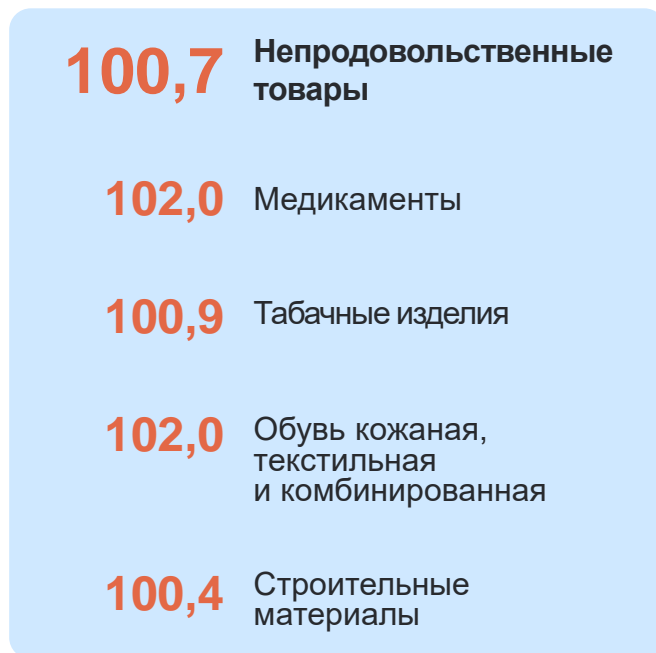 100,7 Непродовольственные
товары
102,0 Медикаменты
100,9 Табачные изделия
102,0 Обувь кожаная,
текстильная
и комбинированная
100,4 Строительные
материалы